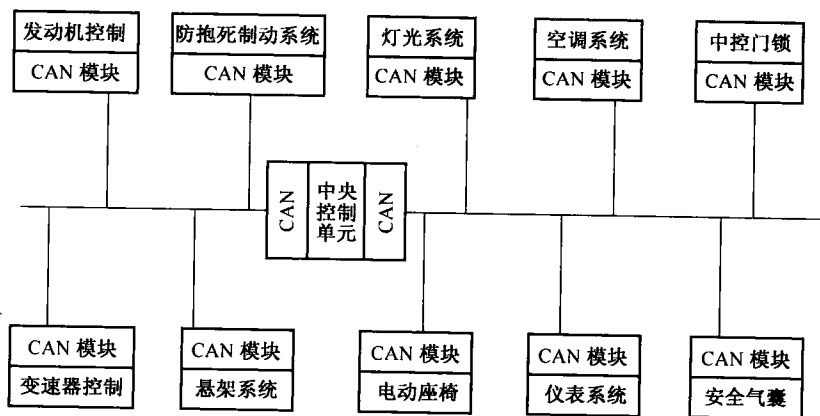 发动机控制
CAN 模块
防抱死制动系统
CAN 模块
灯光系统
CAN 模块
空调系统
CAN 模块
中控门锁
CAN 模块
CAN
中央
控制
单元
CAN
CAN 模块
变速器控制
CAN 模块
悬架系统
CAN 模块
电动座椅
CAN 模块
仪表系统
CAN 模块
安全气囊